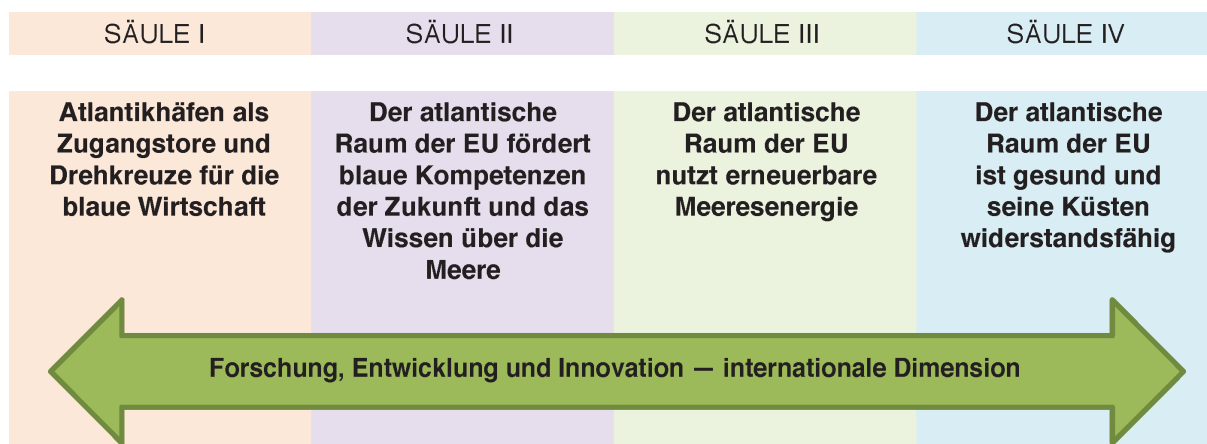 SÄULE I
SÄULE II
SÄULE III
SÄULE IV
Atlantikhäfen als
Zugangstore und
Drehkreuze für die
blaue Wirtschaft
Der atlantische
Raum der EU fördert
blaue Kompetenzen
der Zukunft und das
Wissen über die
Meere
Der atlantische
Raum der EU
nutzt erneuerbare
Meeresenergie
Der atlantische
Raum der EU
ist gesund und
seine Küsten
widerstandsfähig
Forschung, Entwicklung und Innovation — internationale Dimension